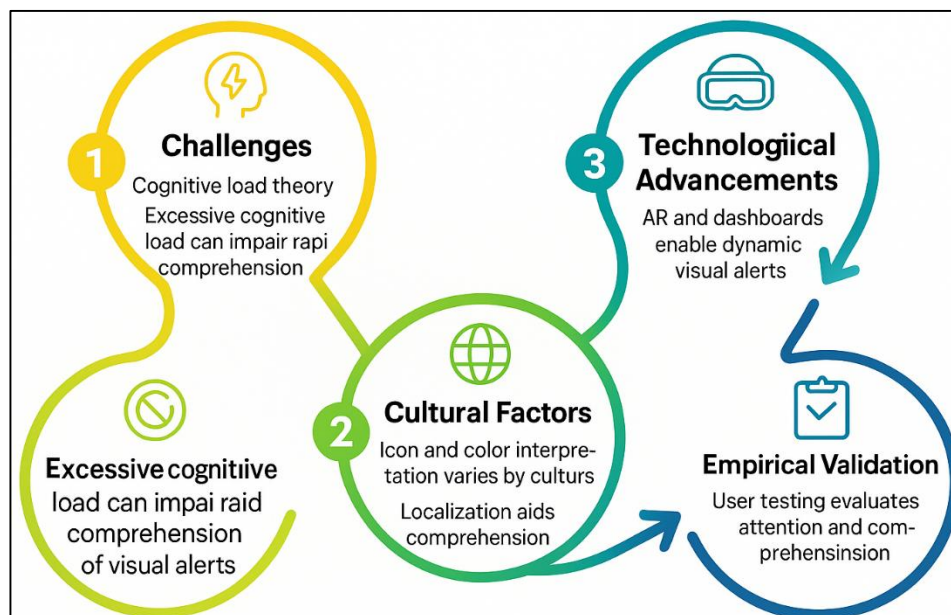 1
Challenges
Cognitive load theory
Excessive cognitive
load can impair rapi
comprehension
Excessive cognitiive
load can impai raid
comprehension
of visual alerts
2
Cultural Factors
Icon and color interpre-
tation varies by culturs
Localization aids
comprehension
3
Technologiical
Advancements
AR and dashboards
enable dynamic
visual alerts
Empirical Validation
User testing evaluates
attention and com-
prehensinsion